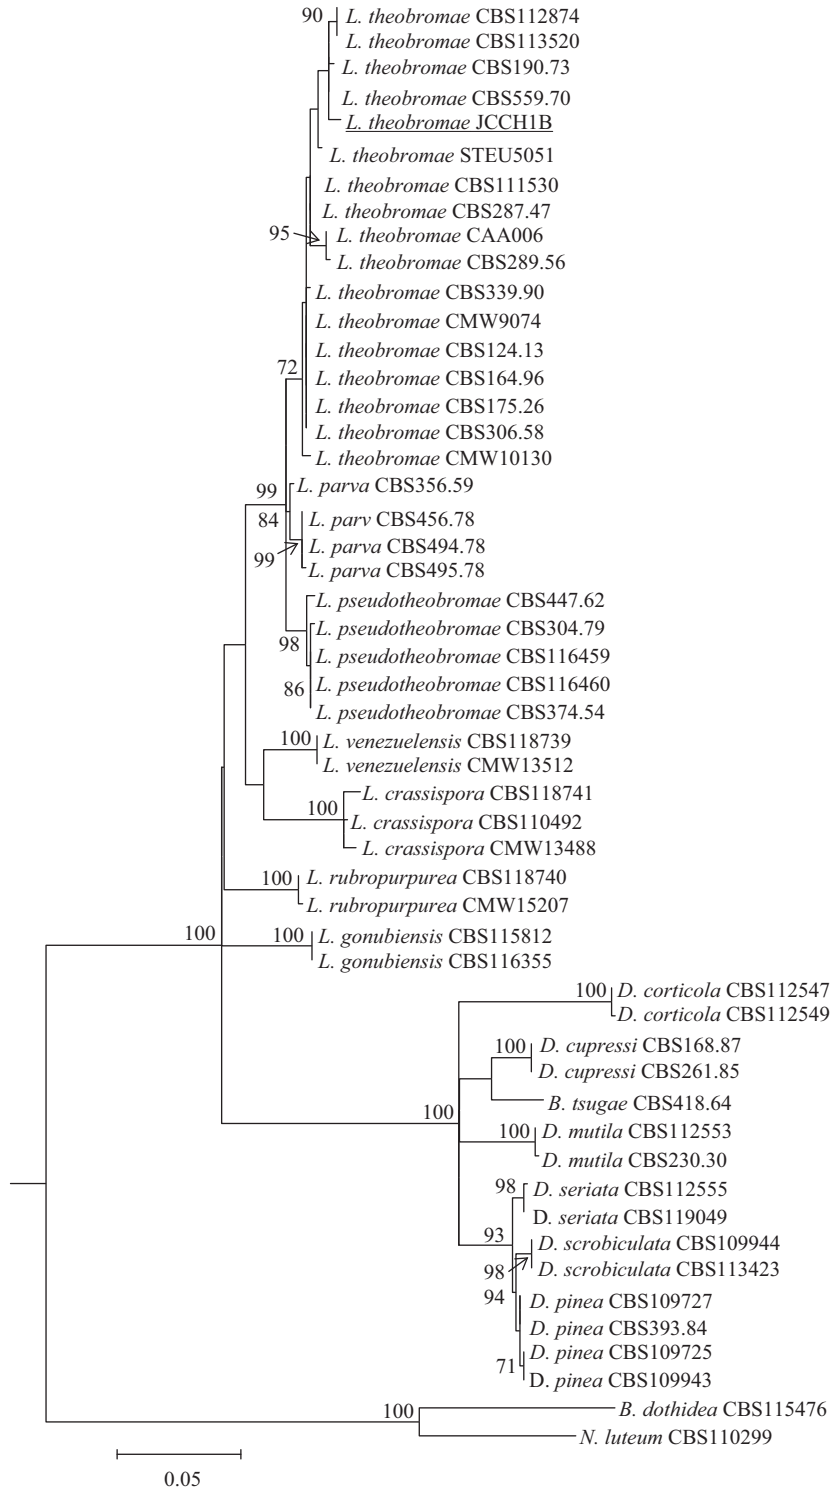 90
L. theobromae CBS112874
L. theobromae CBS113520
L. theobromae CBS190.73
L. theobromae CBS559.70
L. theobromae JCCH1B
L. theobromae STEU5051
L. theobromae CBS111530
L. theobromae CBS287.47
95
L. theobromae CAA006
L. theobromae CBS289.56
L. theobromae CBS339.90
L. theobromae CMW9074
L. theobromae CBS124.13
72
L. theobromae CBS164.96
L. theobromae CBS175.26
L. theobromae CBS306.58
L. theobromae CMW10130
99
L. parva CBS356.59
84
L. parv CBS456.78
L. parva CBS494.78
99
L. parva CBS495.78
L. pseudotheobromae CBS447.62
L. pseudotheobromae CBS304.79
98
L. pseudotheobromae CBS116459
86
L. pseudotheobromae CBS116460
L. pseudotheobromae CBS374.54
100
L. venezuelensis CBS118739
L. venezuelensis CMW13512
L. crassispora CBS118741
100
L. crassispora CBS110492
L. crassispora CMW13488
100
L. rubropurpurea CBS118740
L. rubropurpurea CMW15207
100
100
L. gonubiensis CBS115812
L. gonubiensis CBS116355
100
D. corticola CBS112547
D. corticola CBS112549
100
D. cupressi CBS168.87
D. cupressi CBS261.85
B. tsugae CBS418.64
100
100
D. mutila CBS112553
D. mutila CBS230.30
98
D. seriata CBS112555
D. seriata CBS119049
93
D. scrobiculata CBS109944
98
D. scrobiculata CBS113423
94
D. pinea CBS109727
D. pinea CBS393.84
71
D. pinea CBS109725
D. pinea CBS109943
100
B. dothidea CBS115476
N. luteum CBS110299
0.05